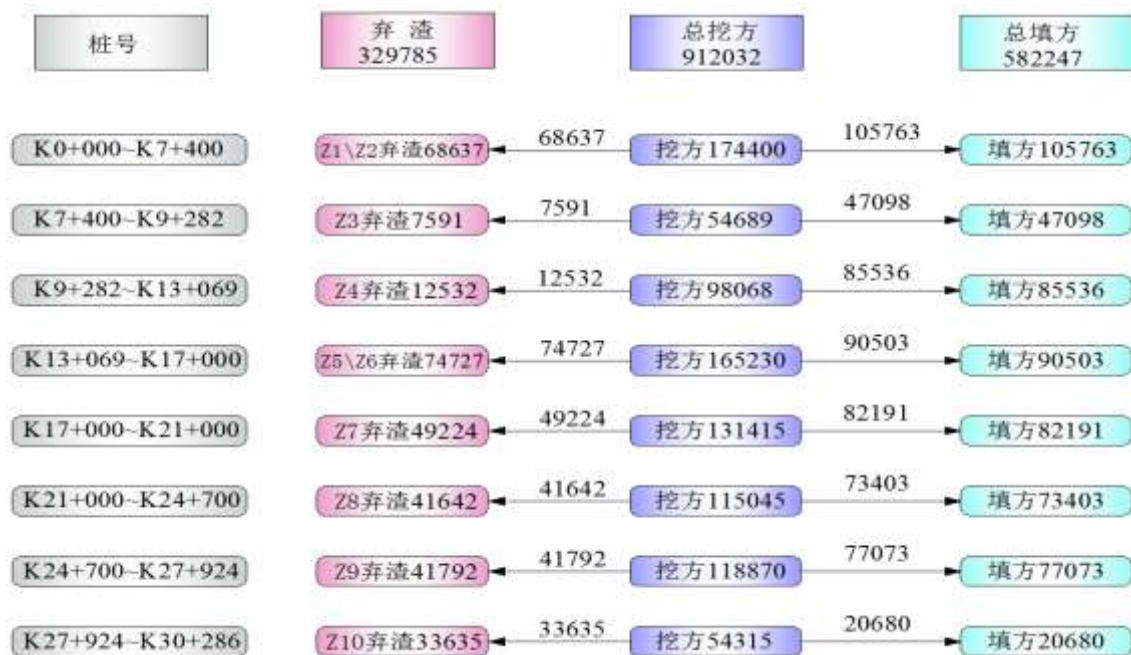 桩号
弃 渣
329785
总挖方
912032
总填方
582247
K0+000~K7+400
Z1\Z2弃渣68637
68637
挖方174400
105763
填方105763
K7+400~K9+282
Z3弃渣7591
7591
挖方54689
47098
填方47098
K9+282~K13+069
Z4弃渣12532
12532
挖方98068
85536
填方85536
K13+069~K17+000
Z5\Z6弃渣74727
74727
挖方165230
90503
填方90503
K17+000~K21+000
Z7弃渣49224
49224
挖方131415
82191
填方82191
K21+000~K24+700
Z8弃渣41642
41642
挖方115045
73403
填方73403
K24+700~K27+924
Z9弃渣41792
41792
挖方118870
77073
填方77073
K27+924~K30+286
Z10弃渣33635
33635
挖方54315
20680
填方20680